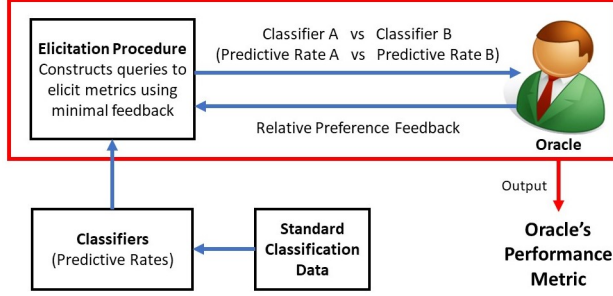 Elicitation Procedure
Constructs queries to
elicit metrics using
minimal feedback
Classifier A vs Classifier B
(Predictive Rate A vs Predictive Rate B)
Relative Preference Feedback
Oracle
Output
Classifiers
(Predictive Rates)
Standard
Classification
Data
Oracle's
Performance
Metric